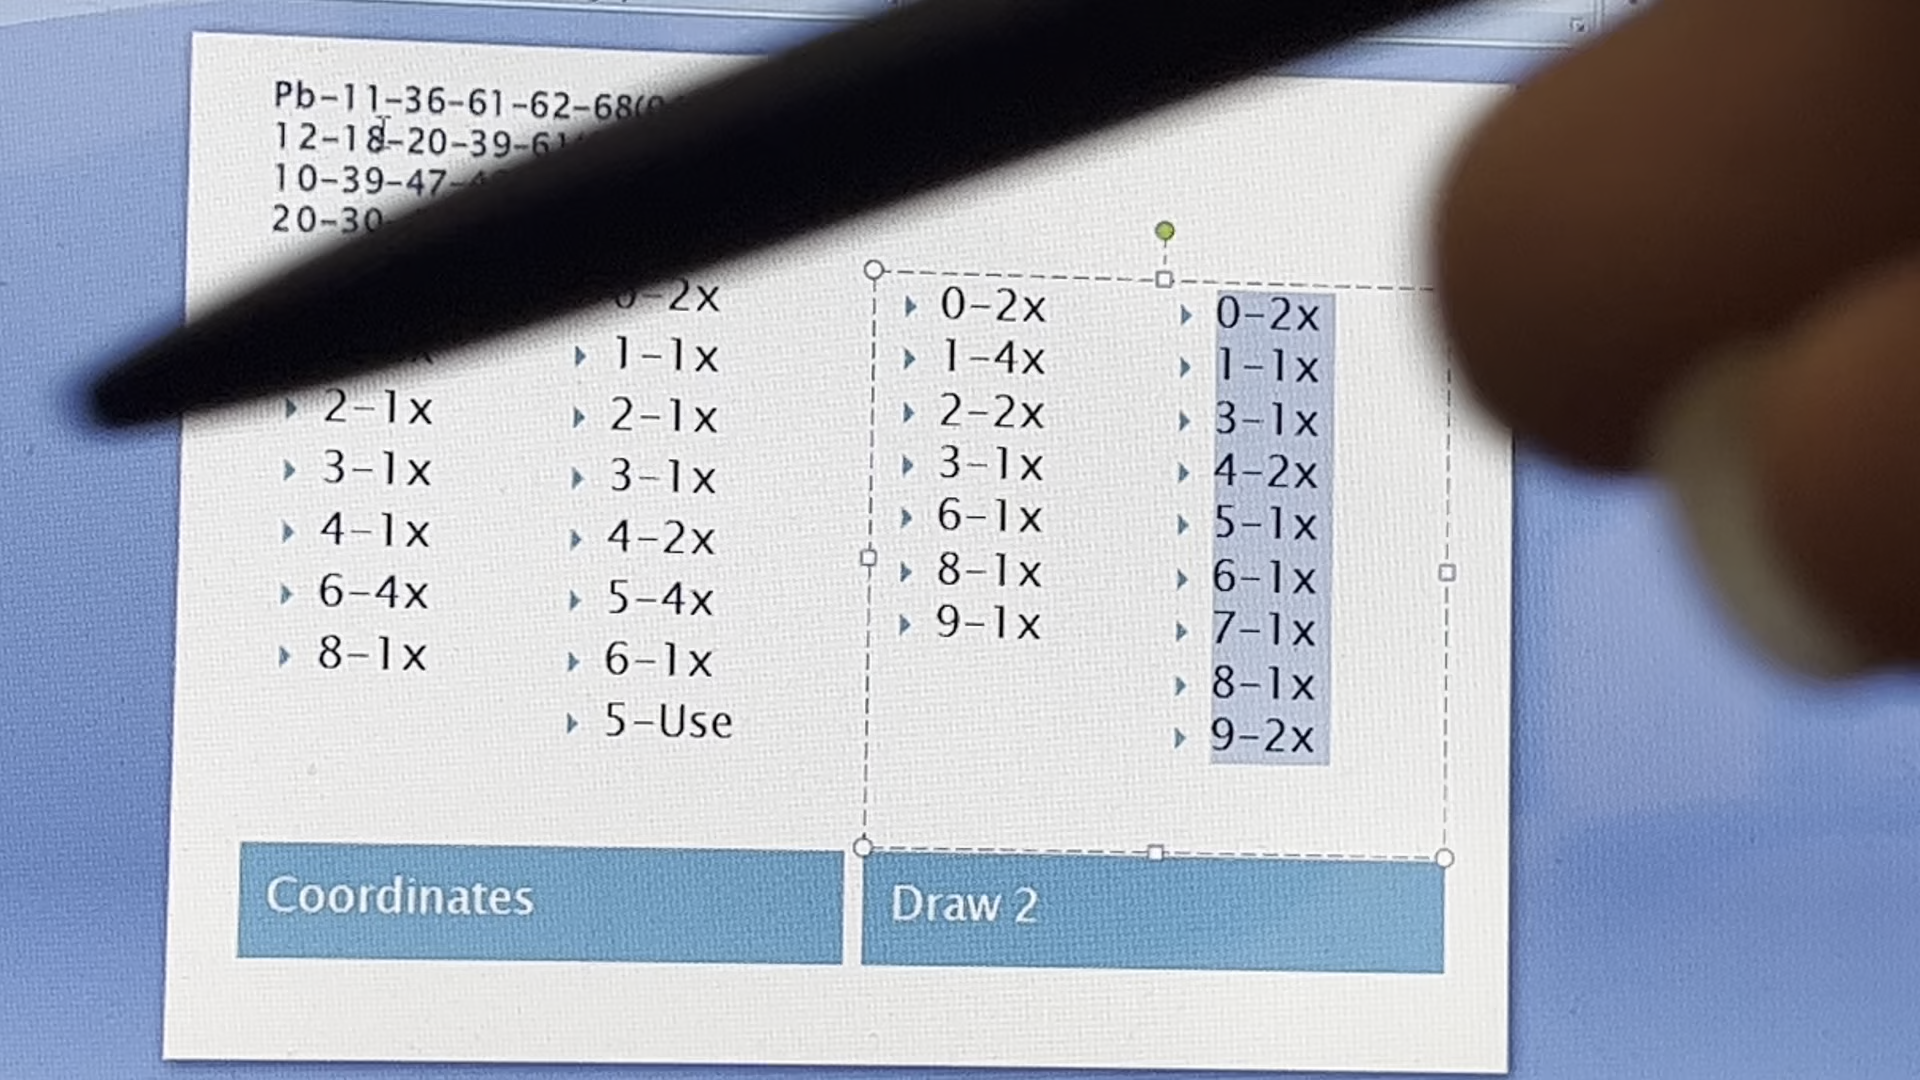 Pb-11-36-61-62-68(
12-18-20-39-61
10-39-47-
20-30-
2-1x
3-1x
4-1x
6-4x
8-1x
0-2x
1-1x
2-1x
3-1x
4-2x
5-4x
6-1x
5-Use
0-2x
1-4x
2-2x
3-1x
6-1x
8-1x
9-1x
0-2x
1-1x
3-1x
4-2x
5-1x
6-1x
7-1x
8-1x
9-2x
Coordinates
Draw 2